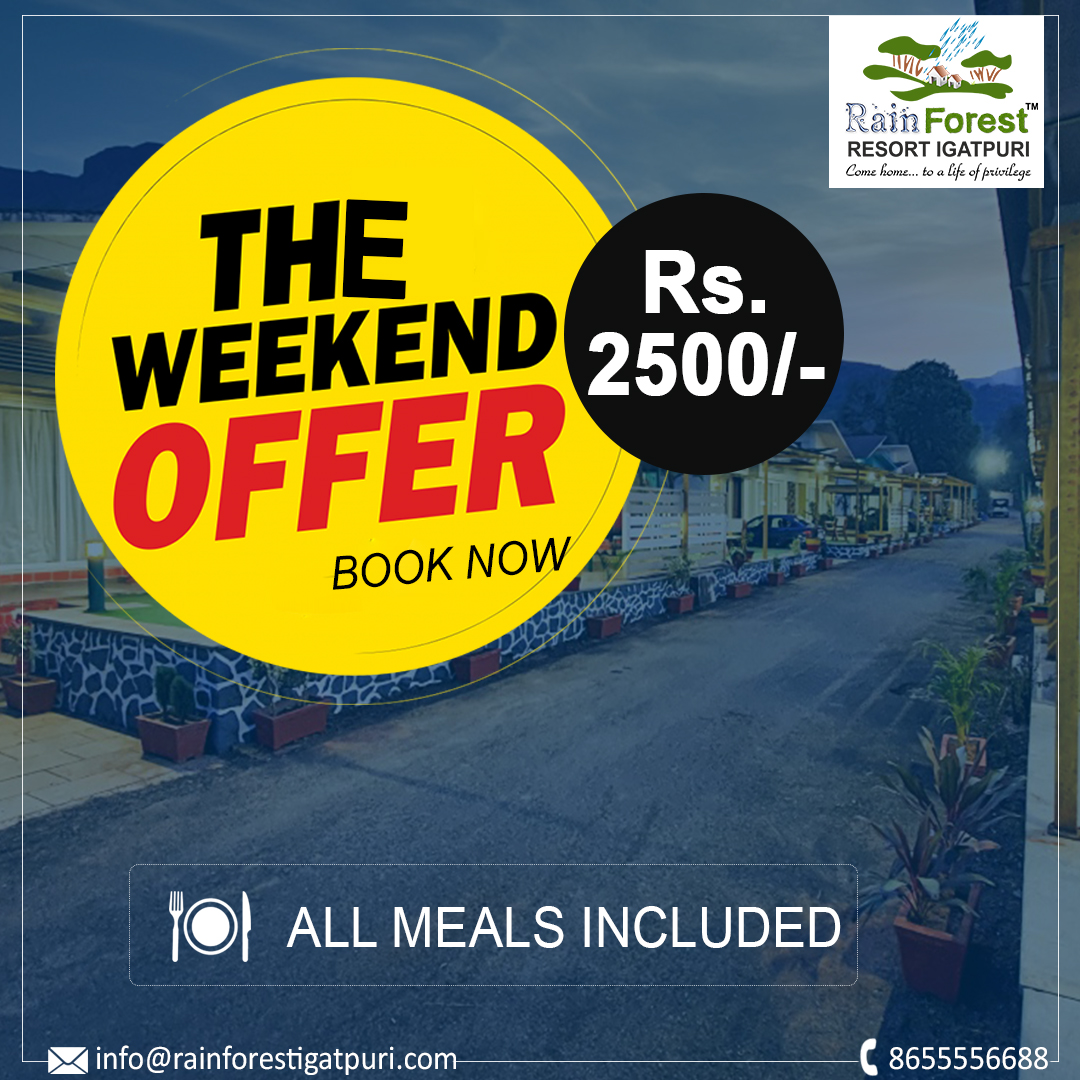 RainForest™
RESORT IGATPURI
Come home... to a life of privilege
THE
WEEKEND
OFFER
BOOK NOW
Rs.
2500/-
ALL MEALS INCLUDED
info@rainforestigatpuri.com
8655556688